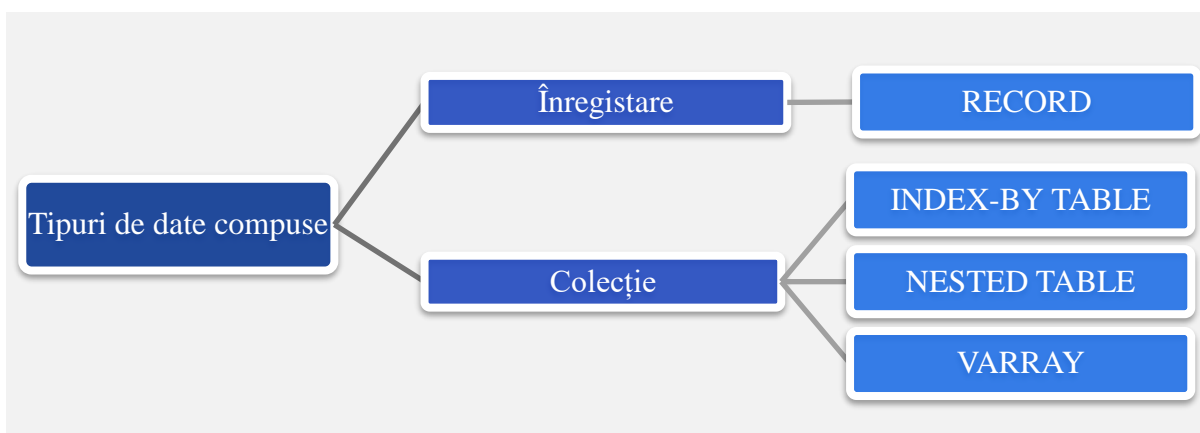 Tipuri de date compuse
Înregistare
RECORD
Colecție
INDEX-BY TABLE
NESTED TABLE
VARRAY